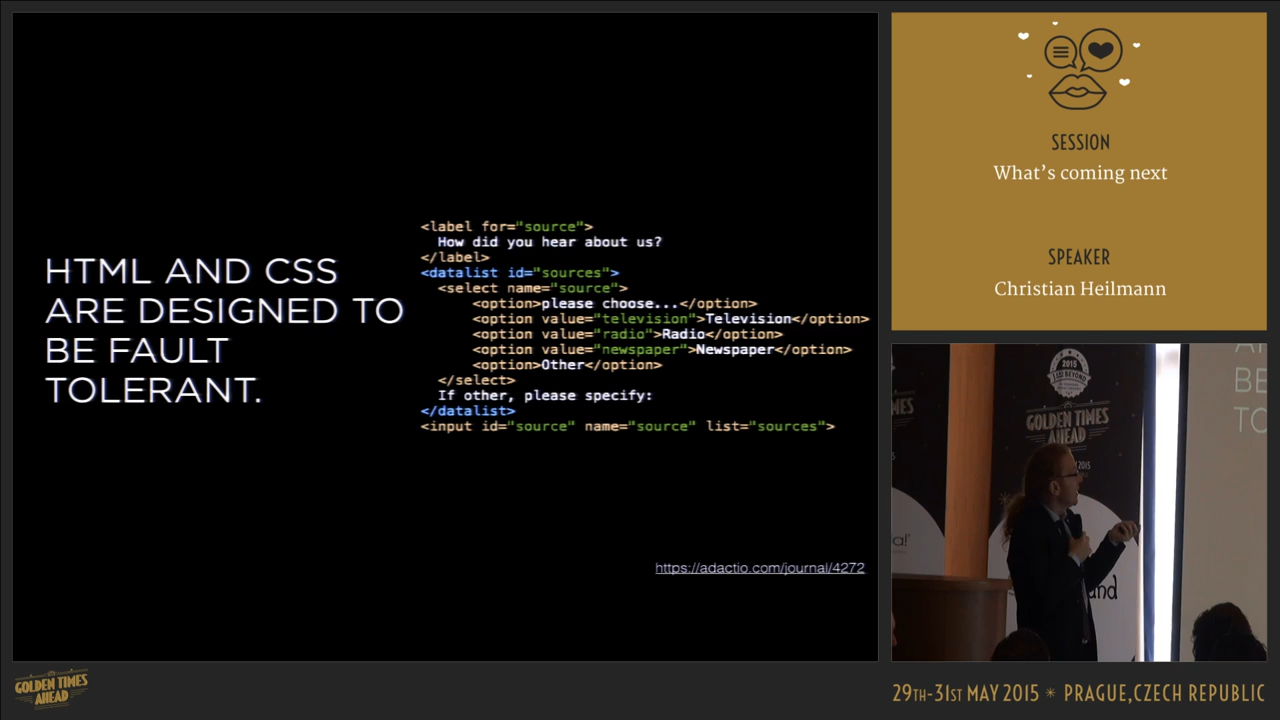 HTML AND CSS
ARE DESIGNED TO
BE FAULT
TOLERANT.
<label for="source">
How did you hear about us?
</label>
<datalist id="sources">
<select name="source">
<option>please choose...</option>
<option value="television">Television</option>
<option value="radio">Radio</option>
<option value="newspaper">Newspaper</option>
<option>Other</option>
</select>
If other, please specify:
</datalist>
<input id="source" name="source" list="sources">
https://adactio.com/journal/4272
SESSION
What’s coming next
SPEAKER
Christian Heilmann
2015
GOLDEN TIMES
AHEAD
2015
BE
TO
GOLDEN TIMES
AHEAD
29TH-31ST MAY 2015 * PRAGUE,CZECH REPUBLIC